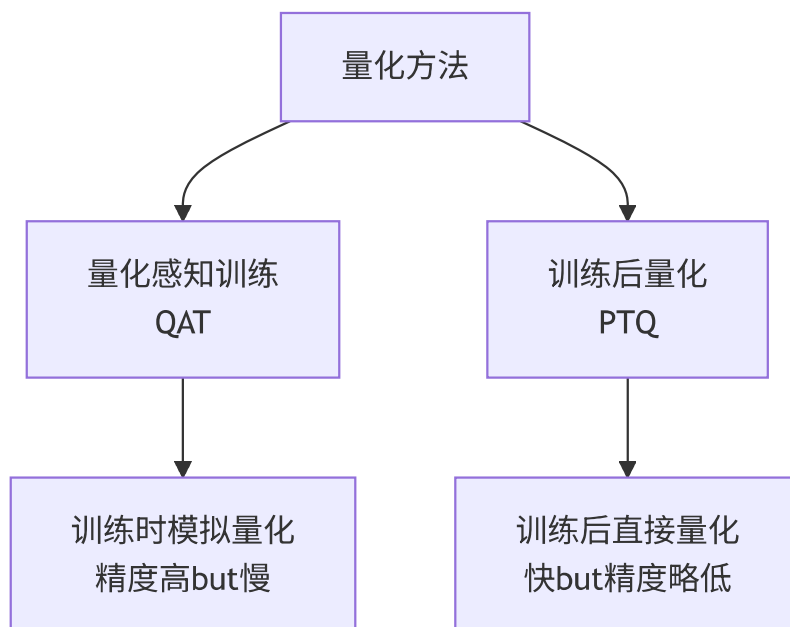 量化方法
量化感知训练
QAT
训练后量化
PTQ
训练时模拟量化
精度高but慢
训练后直接量化
快but精度略低